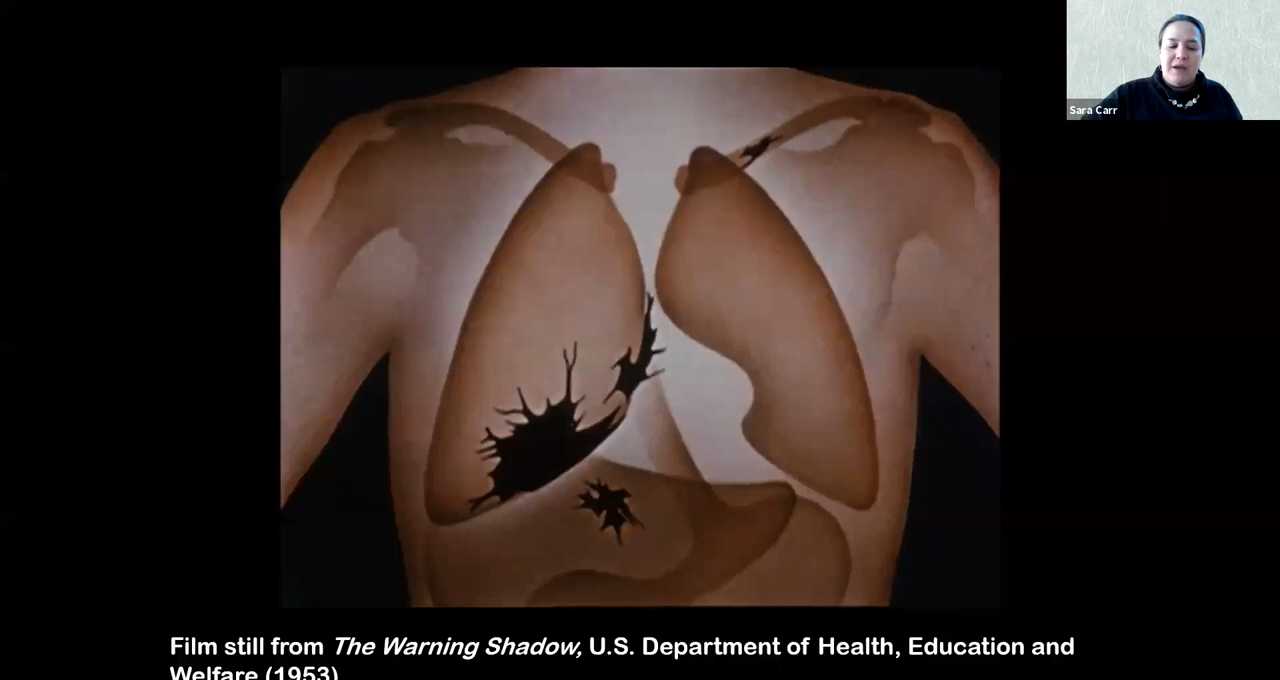 Sara Carr
Film still from The Warning Shadow, U.S. Department of Health, Education and
Welfare (1953)